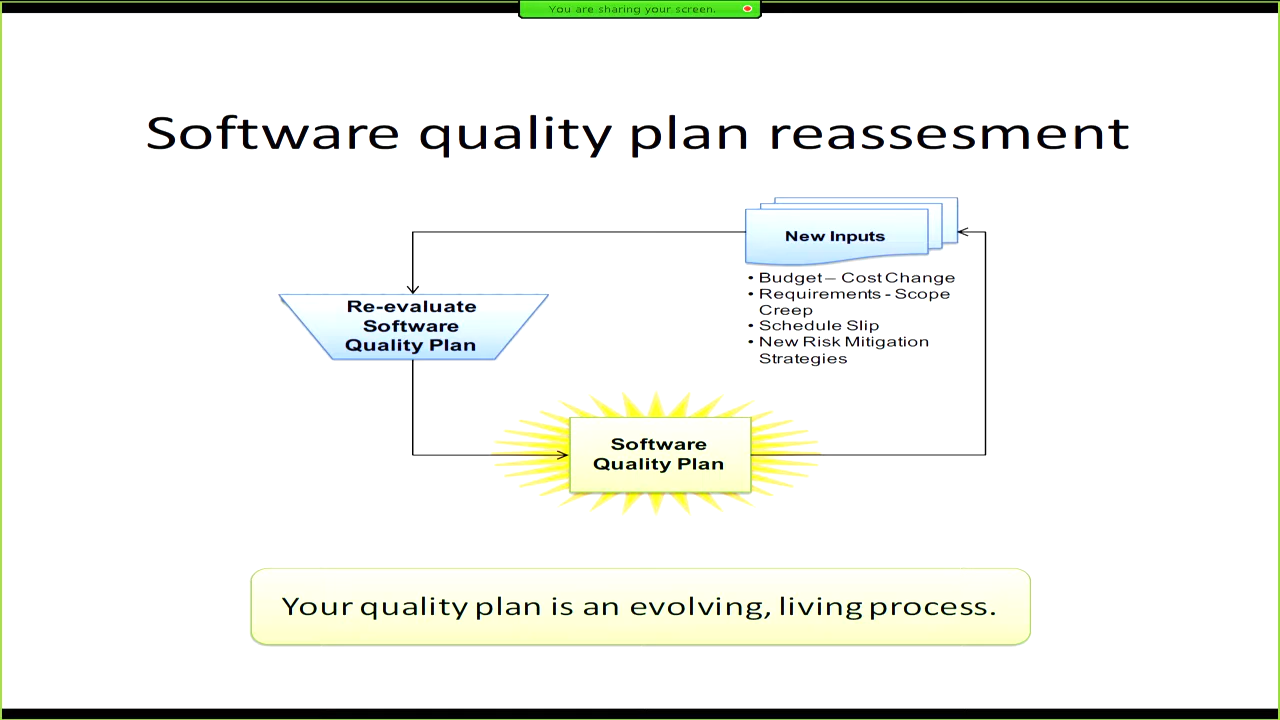 You are sharing your screen.
Software quality plan reassesment
New Inputs
• Budget – Cost Change
• Requirements - Scope
Creep
• Schedule Slip
• New Risk Mitigation
Strategies
Re-evaluate
Software
Quality Plan
Software
Quality Plan
Your quality plan is an evolving, living process.